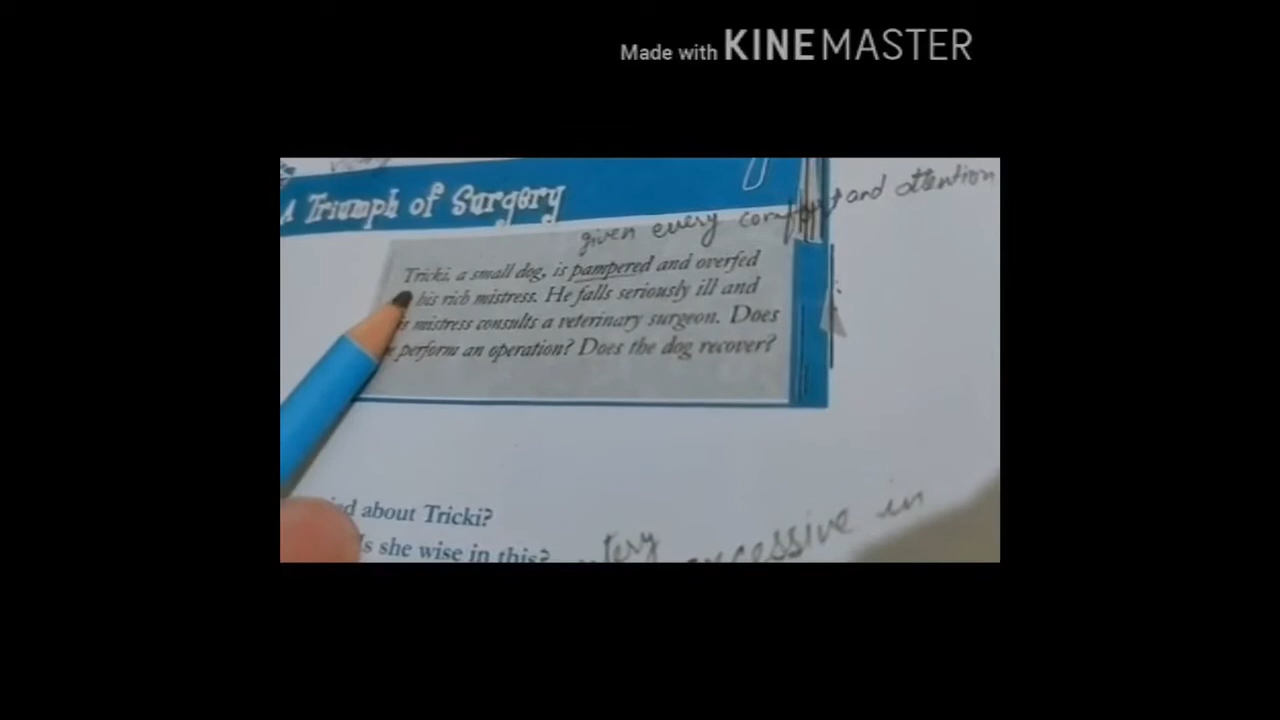 Made with KINEMASTER
A Triumph of Surgery
given every comfort and attention
Tricki, a small dog, is pampered and overfed
his rich mistress. He falls seriously ill and
mistress consults a veterinary surgeon. Does
perform an operation? Does the dog recover?
about Tricki?
Is she wise in this?
excessive in